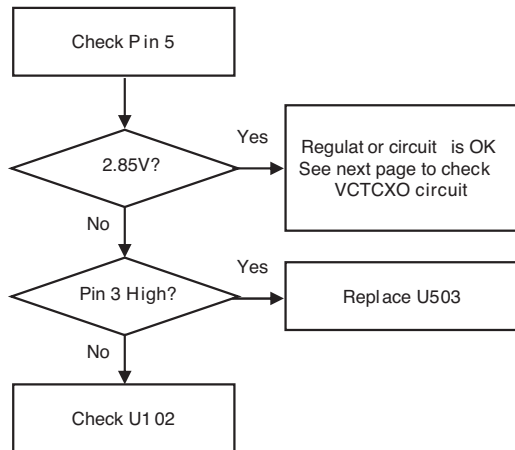 Check Pin 5
Yes
2.85V?
Regulat or circuit is OK
See next page to check
VCTCXO circuit
No
Yes
Pin 3 High?
Replace U503
No
Check U1 02